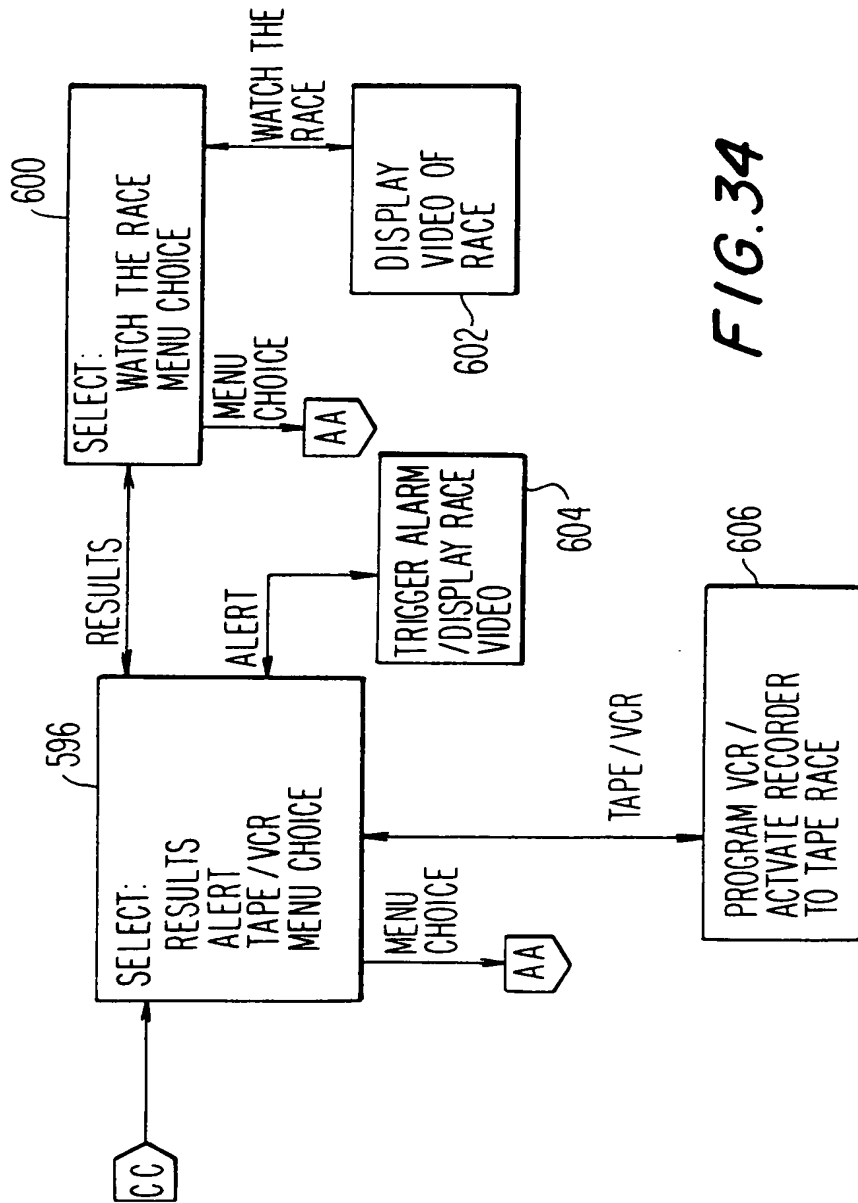 CC
596
SELECT:
RESULTS
ALERT
TAPE/VCR
MENU CHOICE
MENU
CHOICE
AA
RESULTS
ALERT
TAPE/VCR
600
SELECT:
WATCH THE RACE
MENU CHOICE
MENU
CHOICE
AA
WATCH THE
RACE
DISPLAY
VIDEO OF
RACE
602
TRIGGER ALARM
/DISPLAY RACE
VIDEO
604
606
PROGRAM VCR/
ACTVATE RECORDER
TO TAPE RACE
FIG.34